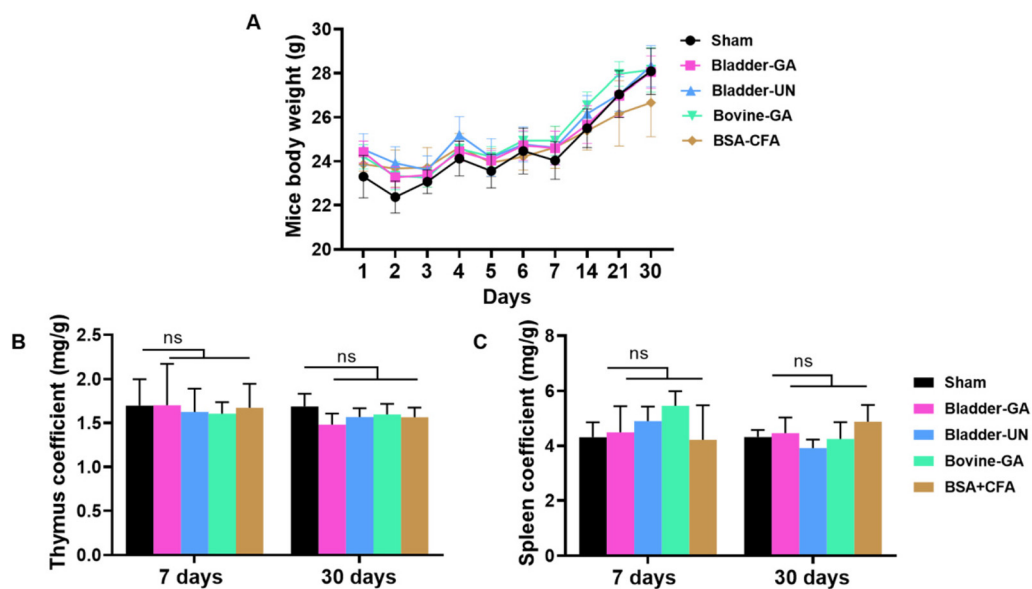 A
Mice body weight (g)
30
28
26
24
22
20
1 2 3 4 5 6 7 14 21 30
Days
Sham
Bladder-GA
Bladder-UN
Bovine-GA
BSA-CFA
B
Thymus coefficient (mg/g)
2.5
2.0
1.5
1.0
0.5
0.0
ns
ns
7 days 30 days
C
Spleen coefficient (mg/g)
8
6
4
2
0
ns
ns
7 days 30 days
Sham
Bladder-GA
Bladder-UN
Bovine-GA
BSA+CFA